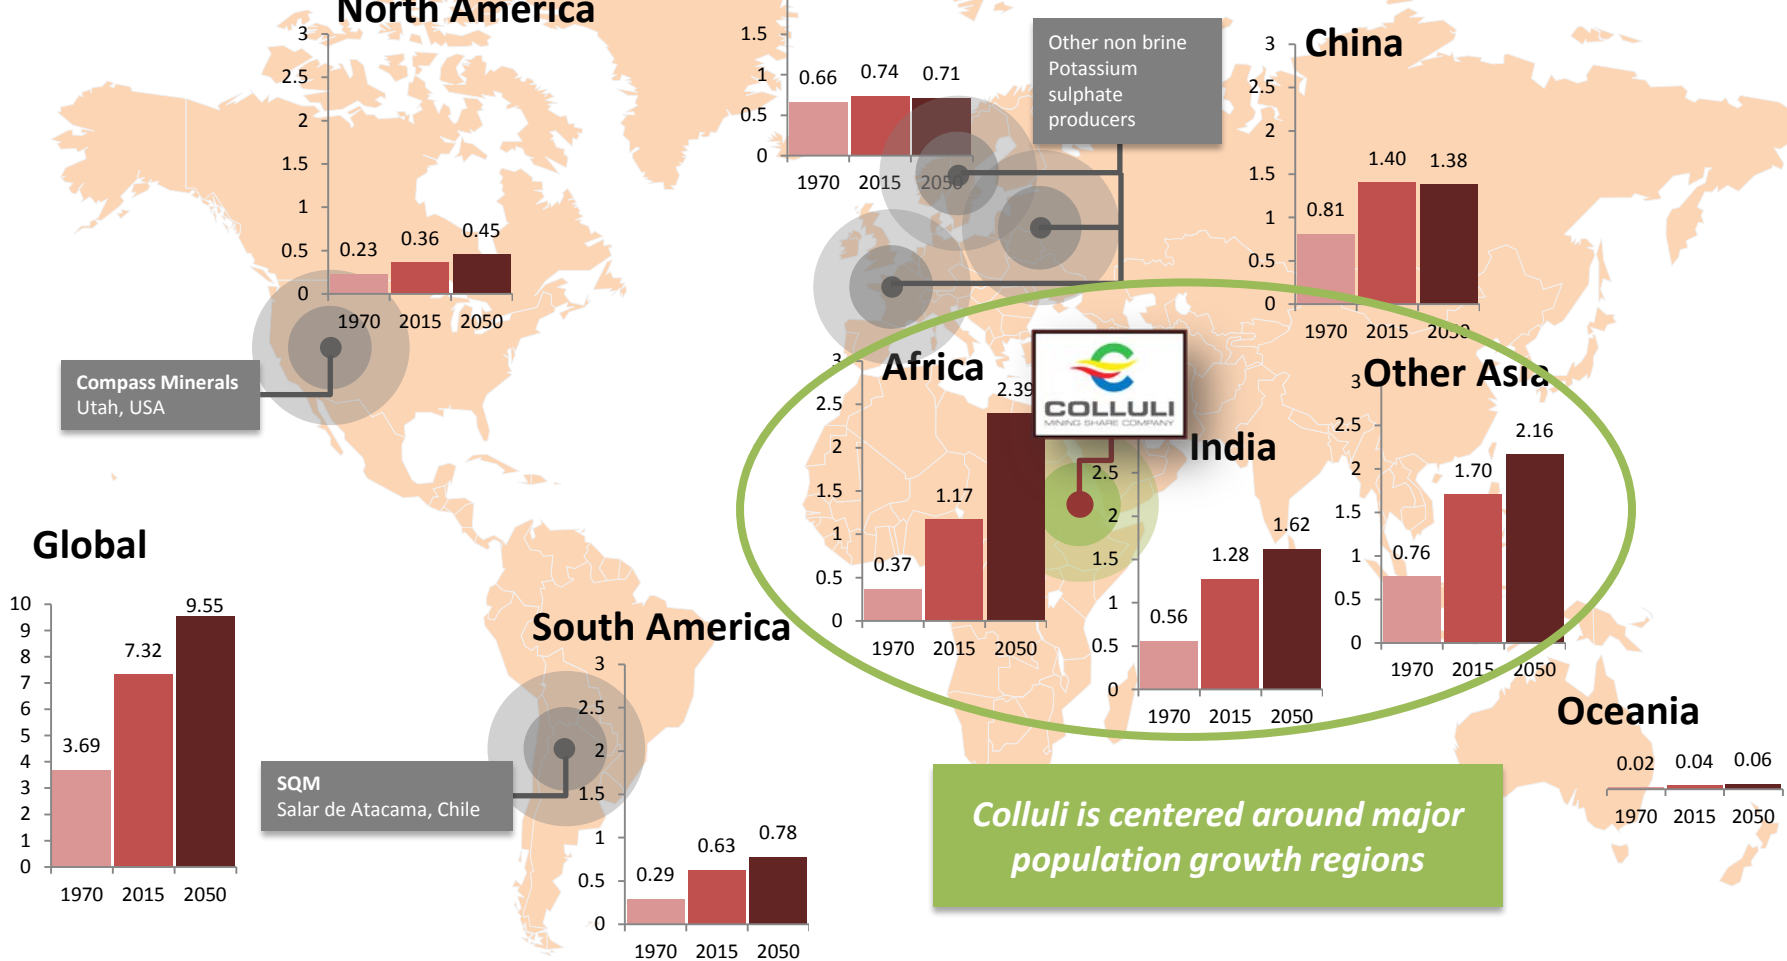 North America
3
2.5
2
1.5
1
0.5
0
0.23
0.36
0.45
1970 2015 2050
Compass Minerals
Utah, USA
1.5
1
0.5
0
0.66
0.74
0.71
1970 2015 2050
Other non brine
Potassium
sulphate
producers
China
3
2.5
2
1.5
1
0.5
0
0.81
1.40
1.38
1970 2015 2050
Africa
3
2.5
2
1.5
1
0.5
0
0.37
1.17
2.39
1970 2015 2050
COLLULI
MINING SHARE COMPANY
India
2.5
2
1.5
1
0.5
0
0.56
1.28
1.62
1970 2015 2050
Other Asia
3
2.5
2
1.5
1
0.5
0
0.76
1.70
2.16
1970 2015 2050
Global
10
9
8
7
6
5
4
3
2
1
0
3.69
7.32
9.55
1970 2015 2050
South America
3
2.5
2
1.5
1
0.5
0
0.29
0.63
0.78
1970 2015 2050
SQM
Salar de Atacama, Chile
Oceania
0.02 0.04 0.06
1970 2015 2050
Colluli is centered around major
population growth regions